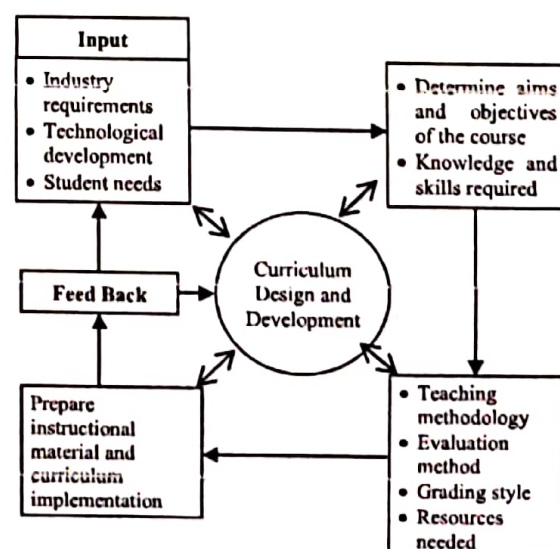 Input
• Industry
requirements
• Technological
development
• Student needs
• Determine aims
and objectives
of the course
• Knowledge and
skills required
Curriculum
Design and
Development
Feed Back
Prepare
instructional
material and
curriculum
implementation
• Teaching
methodology
• Evaluation
method
• Grading style
• Resources
needed